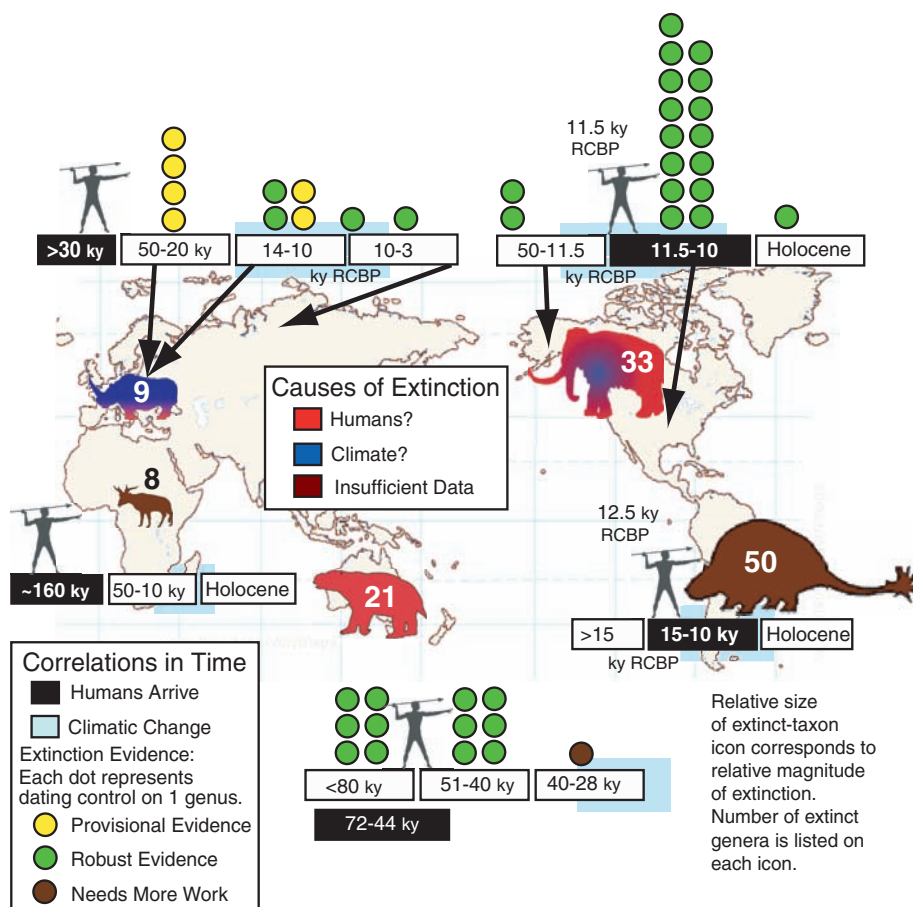 11.5 ky
RCBP
>30 ky
50-20 ky
14-10
10-3
ky RCBP
50-11.5
11.5-10
Holocene
ky RCBP
9
33
Causes of Extinction
Humans?
Climate?
Insufficient Data
8
12.5 ky
RCBP
50
~160 ky
50-10 ky
Holocene
21
>15
15-10 ky
Holocene
ky RCBP
Correlations in Time
Humans Arrive
Climatic Change
Extinction Evidence:
Each dot represents
dating control on 1 genus.
Provisional Evidence
Robust Evidence
Needs More Work
<80 ky
51-40 ky
40-28 ky
72-44 ky
Relative size
of extinct-taxon
icon corresponds to
relative magnitude
of extinction.
Number of extinct
genera is listed on
each icon.